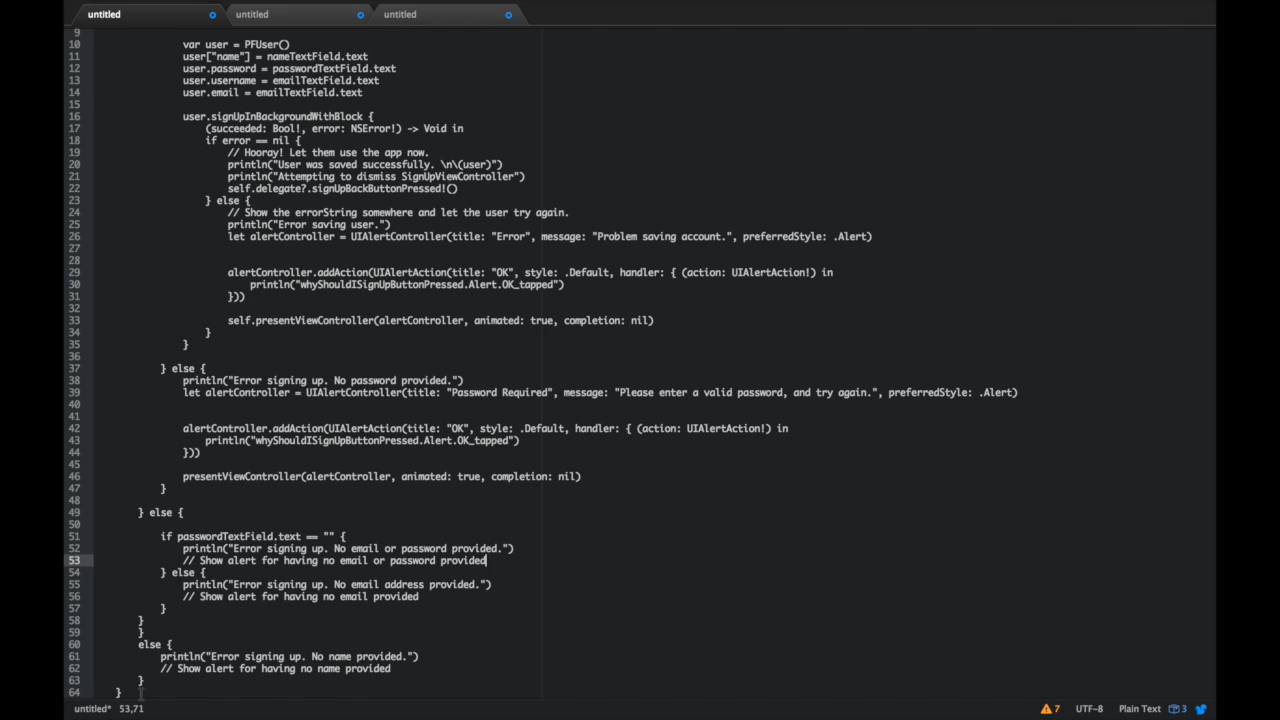 untitled untitled untitled
9
10 var user = PFUser()
11 user["name"] = nameTextField.text
12 user.password = passwordTextField.text
13 user.username = emailTextField.text
14 user.email = emailTextField.text
15
16 user.signUpInBackgroundWithBlock {
17 (succeeded: Bool!, error: NSError!) -> Void in
18 if error == nil {
19 // Hooray! Let them use the app now.
20 println("User was saved successfully. \n\(user)")
21 println("Attempting to dismiss SignUpViewController")
22 self.delegate?.signUpBackButtonPressed!()
23 } else {
24 // Show the errorString somewhere and let the user try again.
25 println("Error saving user.")
26 let alertController = UIAlertController(title: "Error", message: "Problem saving account.", preferredStyle: .Alert)
27
28
29 alertController.addAction(UIAlertAction(title: "OK", style: .Default, handler: { (action: UIAlertAction!) in
30 println("whyShouldISignUpButtonPressed.Alert.OK_tapped")
31 }))
32
33 self.presentViewController(alertController, animated: true, completion: nil)
34 }
35 }
36
37 } else {
38 println("Error signing up. No password provided.")
39 let alertController = UIAlertController(title: "Password Required", message: "Please enter a valid password, and try again.", preferredStyle: .Alert)
40
41
42 alertController.addAction(UIAlertAction(title: "OK", style: .Default, handler: { (action: UIAlertAction!) in
43 println("whyShouldISignUpButtonPressed.Alert.OK_tapped")
44 }))
45
46 presentViewController(alertController, animated: true, completion: nil)
47 }
48
49 } else {
50
51 if passwordTextField.text == "" {
52 println("Error signing up. No email or password provided.")
53 // Show alert for having no email or password provided
54 } else {
55 println("Error signing up. No email address provided.")
56 // Show alert for having no email provided
57 }
58 }
59 }
60 else {
61 println("Error signing up. No name provided.")
62 // Show alert for having no name provided
63 }
64 }
untitled* 53,71 7 UTF-8 Plain Text 3